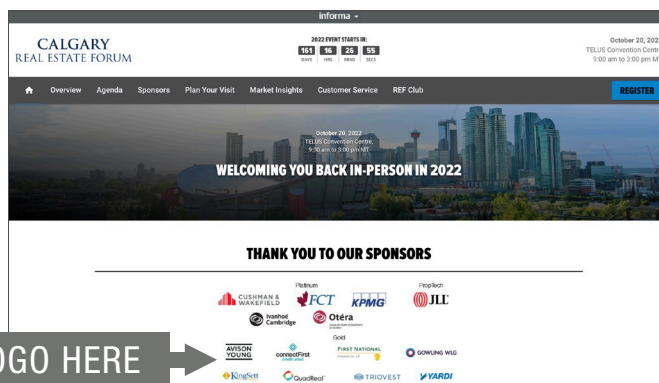 informa
CALGARY
REAL ESTATE FORUM
2022 EVENT STARTS IN:
161 16 26 55
DAYS HRS MINS SECS
October 20, 202
TELUS Convention Centr
9:00 am to 3:00 pm M
Overview Agenda Sponsors Plan Your Visit Market Insights Customer Service REF Club
REGISTER
October 20, 2022
TELUS Convention Centre,
9:00 am to 3:00 pm MT
WELCOMING YOU BACK IN-PERSON IN 2022
THANK YOU TO OUR SPONSORS
Platinum PropTech
CUSHMAN &
WAKEFIELD
FCT
KPMG
JLL
Ivanhoé
Cambridge
Otéra
Gold
OGO HERE
AVISON
YOUNG
connectFirst
credit union
FIRST NATIONAL
FINANCIAL LP
GOWLING WLG
KingSett
QuadReal
TRIOVEST
YARDI